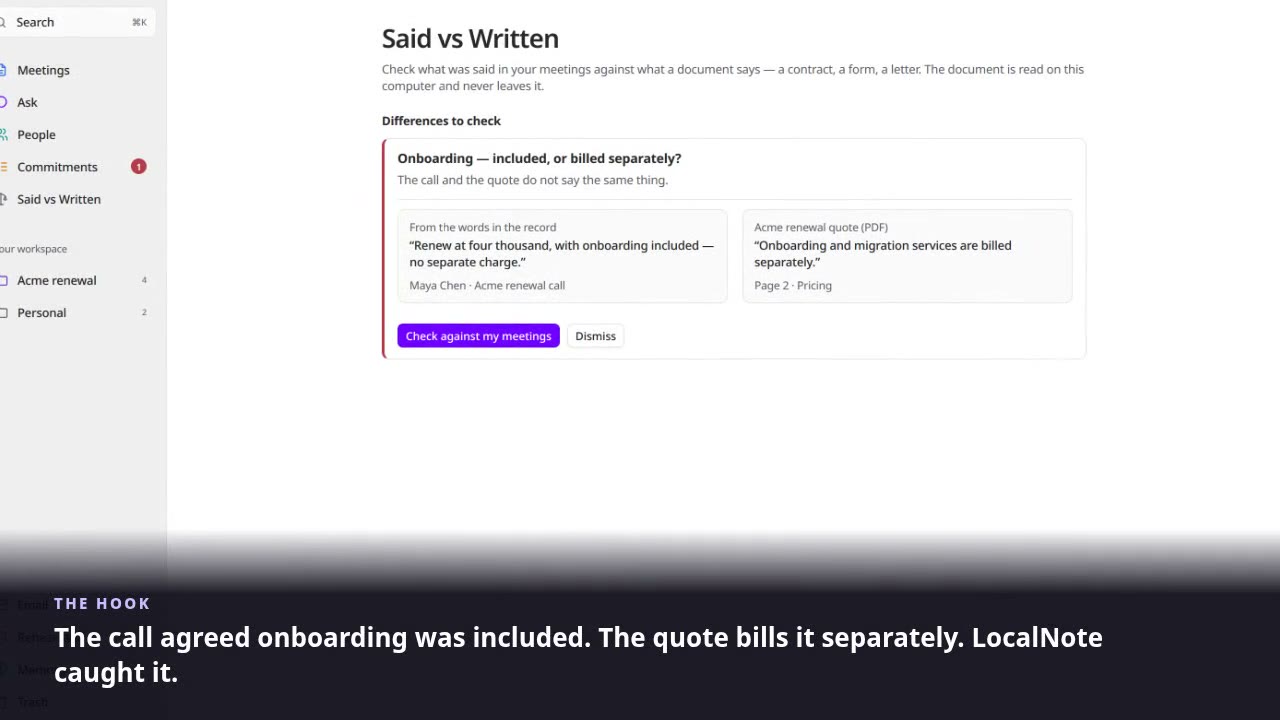 Search ⌘K
Meetings
Ask
People
Commitments 1
Said vs Written
our workspace
Acme renewal 4
Personal 2
Email
Trash
Said vs Written
Check what was said in your meetings against what a document says — a contract, a form, a letter. The document is read on this
computer and never leaves it.
Differences to check
Onboarding — included, or billed separately?
The call and the quote do not say the same thing.
From the words in the record
“Renew at four thousand, with onboarding included —
no separate charge.”
Maya Chen · Acme renewal call
Acme renewal quote (PDF)
“Onboarding and migration services are billed
separately.”
Page 2 · Pricing
Check against my meetings
Dismiss
THE HOOK
The call agreed onboarding was included. The quote bills it separately. LocalNote
caught it.